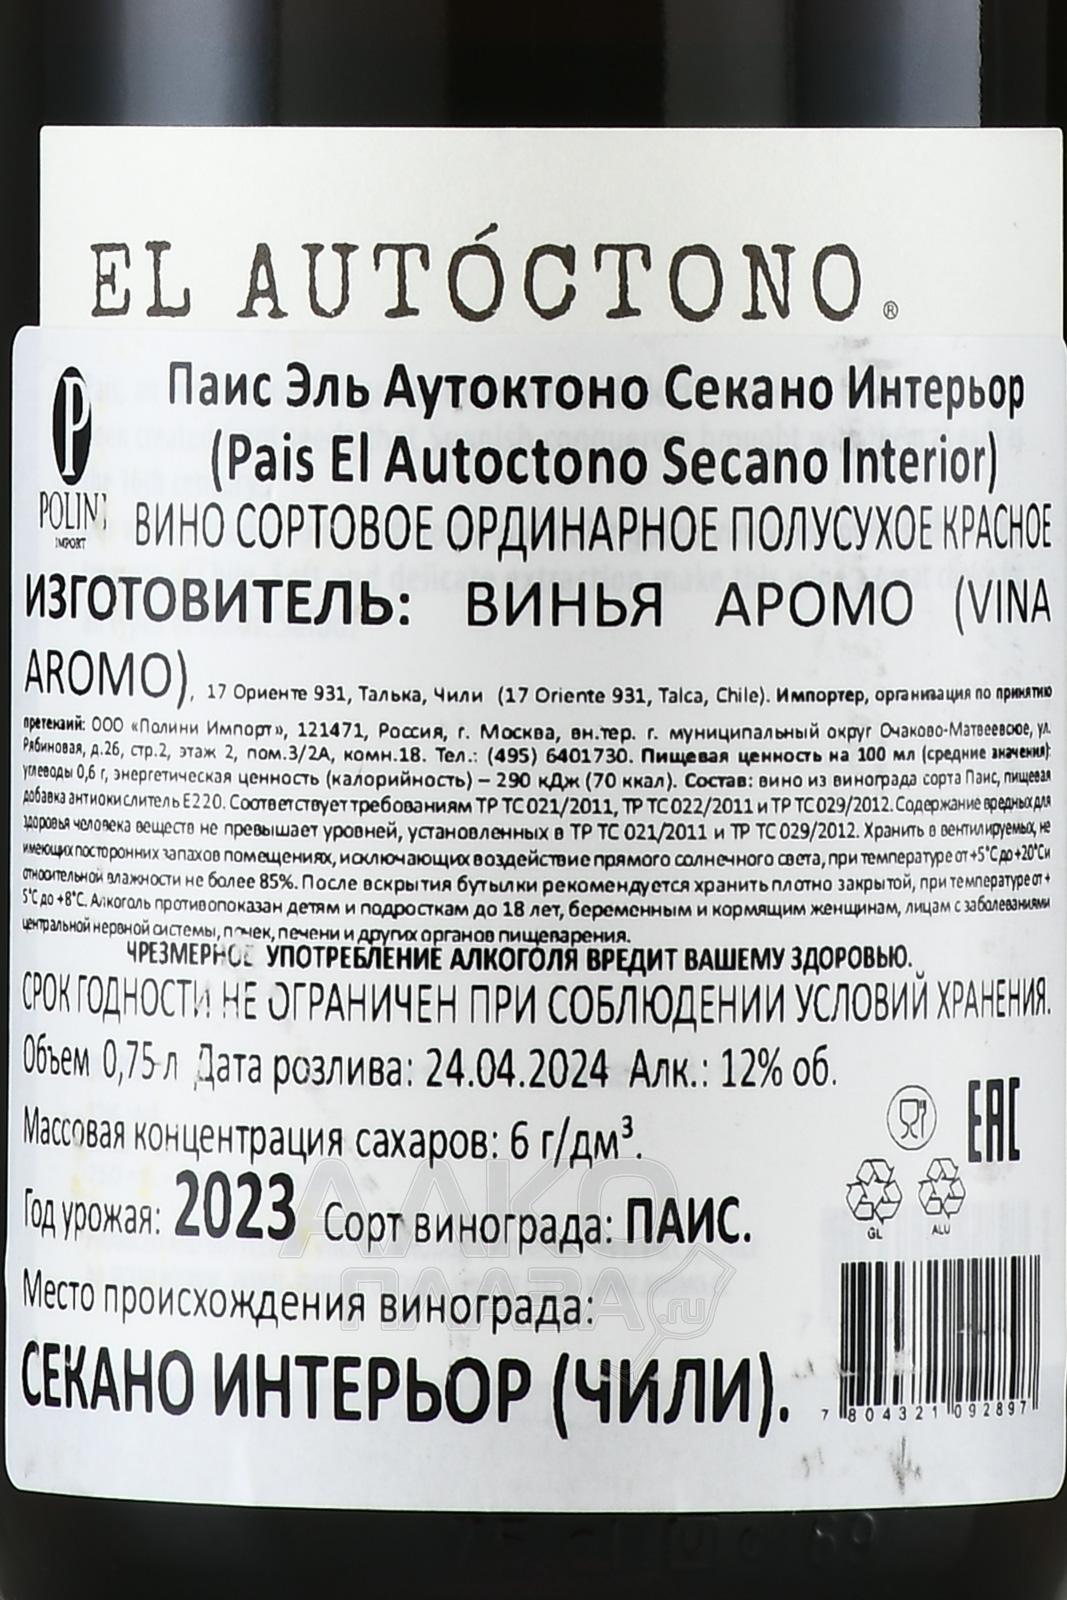 EL AUTÓCTONO ®
Паис Эль Аутоктоно Секано Интерьор
(Pais El Autoctono Secano Interior)
P
POLINI
IMPORT
ВИНО СОРТОВОЕ ОРДИНАРНОЕ ПОЛУСУХОЕ КРАСНОЕ
ИЗГОТОВИТЕЛЬ: ВИНЬЯ АРОМО (VINA
AROMO), 17 Ориенте 931, Талька, Чили (17 Oriente 931, Talca, Chile). Импортер, организация по принятию
претензий: ООО «Полини Импорт», 121471, Россия, г. Москва, вн.тер. г. муниципальный округ Очаково-Матвеевское, ул.
Рябиновая, д.26, стр.2, этаж 2, пом.3/2А, комн.18. Тел.: (495) 6401730. Пищевая ценность на 100 мл (средние значения):
углеводы 0,6 г, энергетическая ценность (калорийность) – 290 кДж (70 ккал). Состав: вино из винограда сорта Паис, пищевая
добавка антиокислитель Е220. Соответствует требованиям ТР ТС 021/2011, ТР ТС 022/2011 и ТР ТС 029/2012. Содержание вредных для
здоровья человека веществ не превышает уровней, установленных в ТР ТС 021/2011 и ТР ТС 029/2012. Хранить в вентилируемых, не
имеющих посторонних запахов помещениях, исключающих воздействие прямого солнечного света, при температуре от +5°С до +20°С и
относительной влажности не более 85%. После вскрытия бутылки рекомендуется хранить плотно закрытой, при температуре от +
5°С до +8°С. Алкоголь противопоказан детям и подросткам до 18 лет, беременным и кормящим женщинам, лицам с заболеваниями
центральной нервной системы, почек, печени и других органов пищеварения.
ЧРЕЗМЕРНОЕ УПОТРЕБЛЕНИЕ АЛКОГОЛЯ ВРЕДИТ ВАШЕМУ ЗДОРОВЬЮ.
СРОК ГОДНОСТИ НЕ ОГРАНИЧЕН ПРИ СОБЛЮДЕНИИ УСЛОВИЙ ХРАНЕНИЯ.
Объем 0,75 л Дата розлива: 24.04.2024 Алк.: 12% об.
Массовая концентрация сахаров: 6 г/дм³.
EAC
Год урожая: 2023 Сорт винограда: ПАИС.
GL ALU
АЛКО
ПЛАЗА.ru
Место происхождения винограда:
СЕКАНО ИНТЕРЬОР (ЧИЛИ).
7 804321 092897